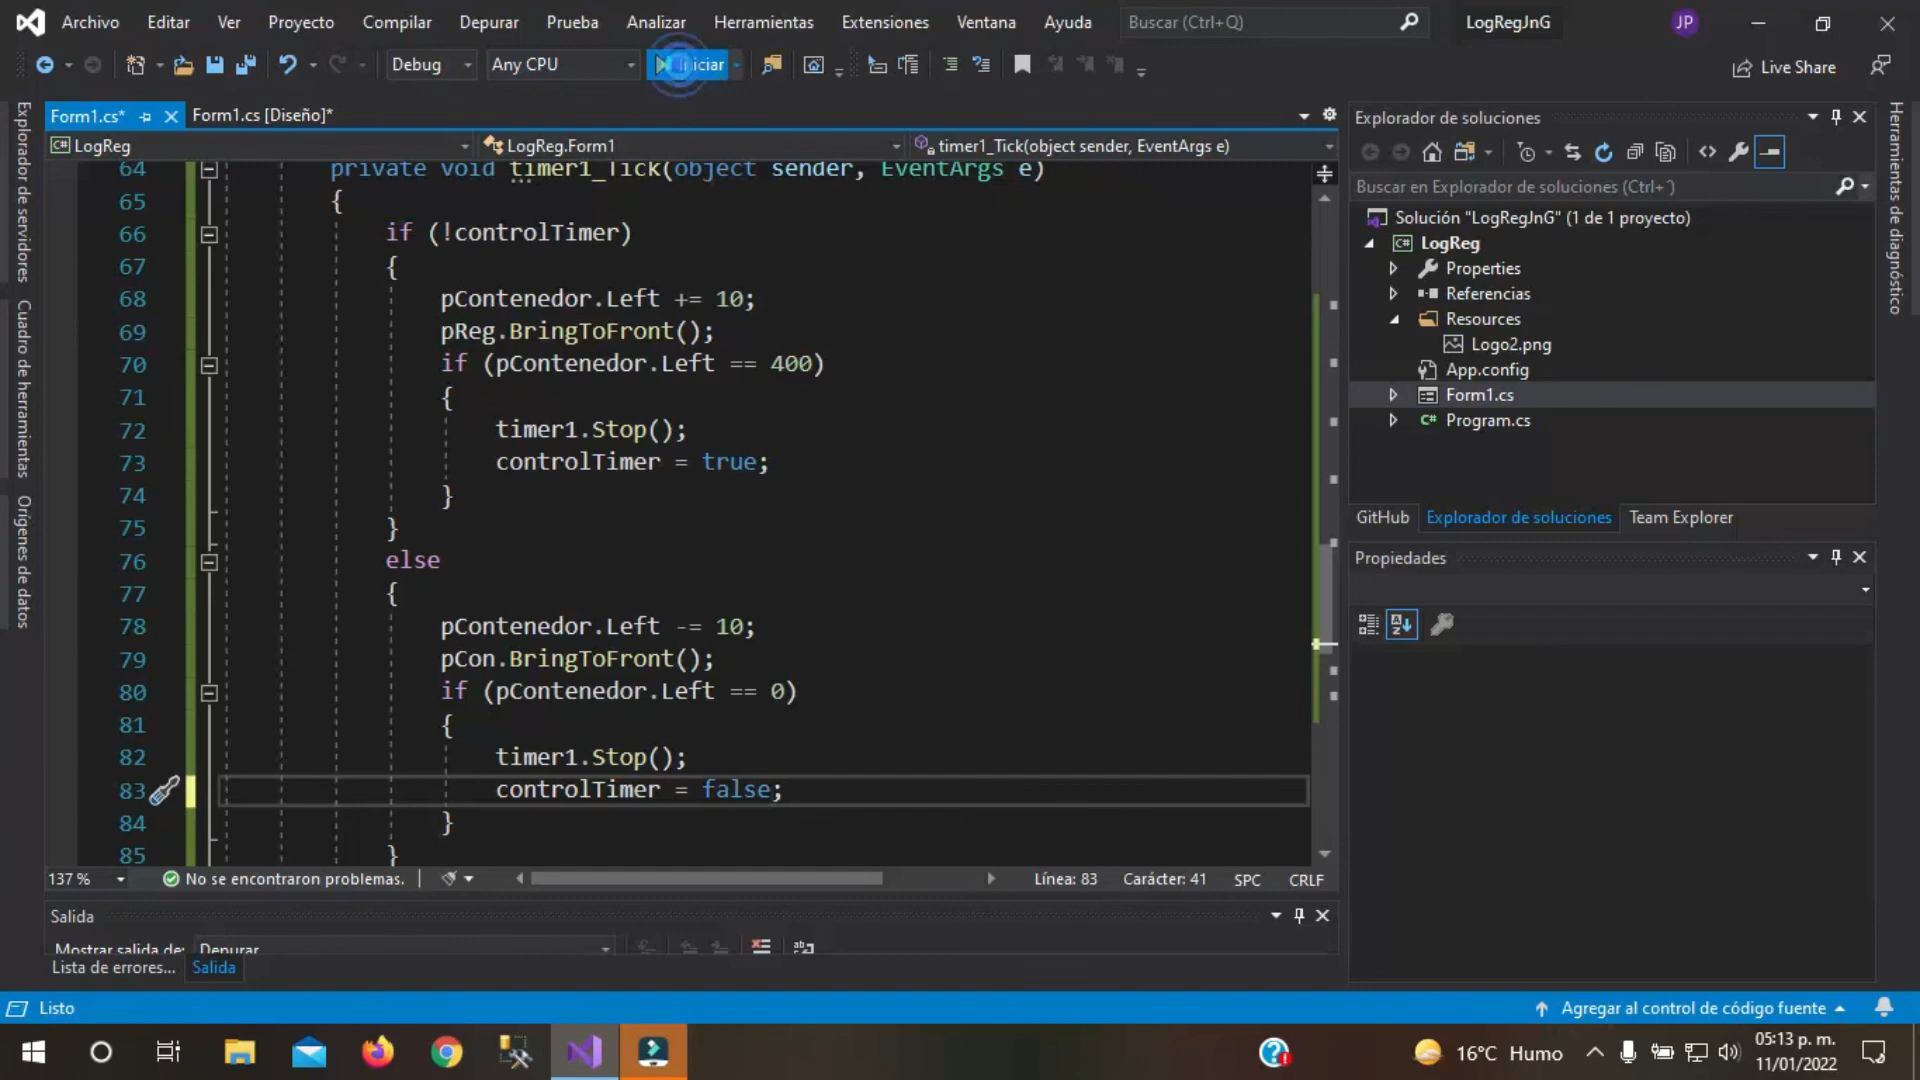 Archivo Editar Ver Proyecto Compilar Depurar Prueba Analizar Herramientas Extensiones Ventana Ayuda Buscar (Ctrl+Q) LogRegJnG JP
Debug Any CPU Iniciar Live Share
Form1.cs* Form1.cs [Diseño]*
LogReg LogReg.Form1 timer1_Tick(object sender, EventArgs e)
64 private void timer1_Tick(object sender, EventArgs e)
65 {
66 if (!controlTimer)
67 {
68 pContenedor.Left += 10;
69 pReg.BringToFront();
70 if (pContenedor.Left == 400)
71 {
72 timer1.Stop();
73 controlTimer = true;
74 }
75 }
76 else
77 {
78 pContenedor.Left -= 10;
79 pCon.BringToFront();
80 if (pContenedor.Left == 0)
81 {
82 timer1.Stop();
83 controlTimer = false;
84 }
85 }
137 % No se encontraron problemas. Línea: 83 Carácter: 41 SPC CRLF
Salida
Mostrar salida de: Depurar
Lista de errores... Salida
Explorador de servidores
Cuadro de herramientas
Orígenes de datos
Explorador de soluciones
Buscar en Explorador de soluciones (Ctrl+´)
Solución "LogRegJnG" (1 de 1 proyecto)
LogReg
Properties
Referencias
Resources
Logo2.png
App.config
Form1.cs
Program.cs
GitHub Explorador de soluciones Team Explorer
Propiedades
Herramientas de diagnóstico
Listo Agregar al control de código fuente
16°C Humo
05:13 p. m.
11/01/2022